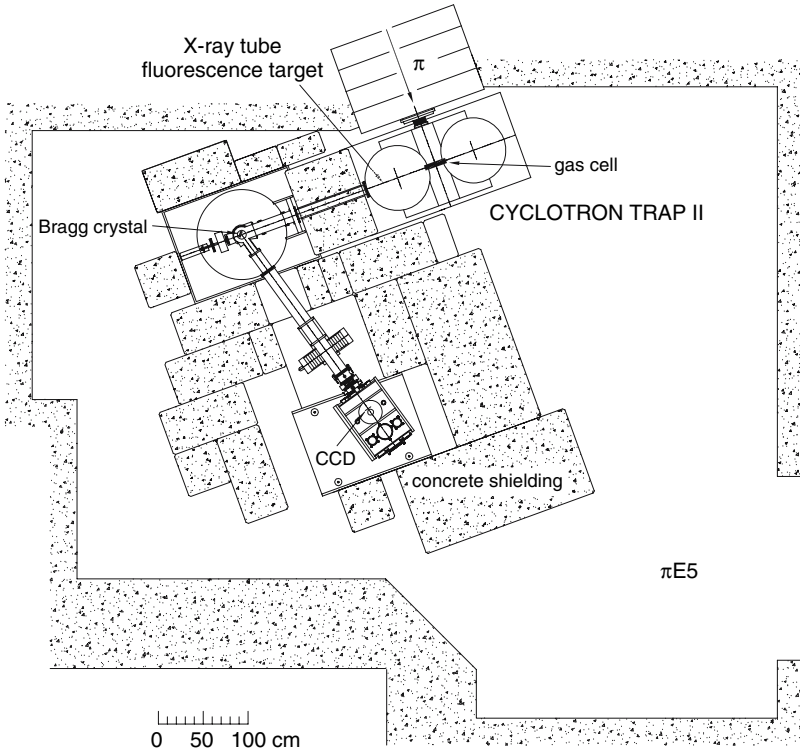 X-ray tube
fluorescence target
π
gas cell
Bragg crystal
CYCLOTRON TRAP II
CCD
concrete shielding
πE5
0 50 100 cm